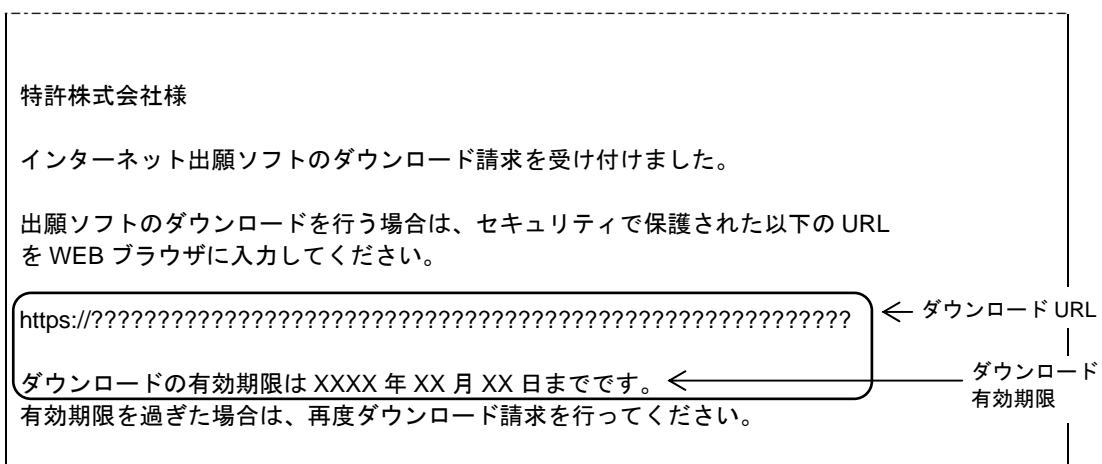 特許株式会社様
インターネット出願ソフトのダウンロード請求を受け付けました。
出願ソフトのダウンロードを行う場合は、セキュリティで保護された以下の URL
を WEB ブラウザに入力してください。
https://?????????????????????????????????????????????????????????
ダウンロード URL
ダウンロードの有効期限は XXXX 年 XX 月 XX 日までです。
ダウンロード
有効期限
有効期限を過ぎた場合は、再度ダウンロード請求を行ってください。